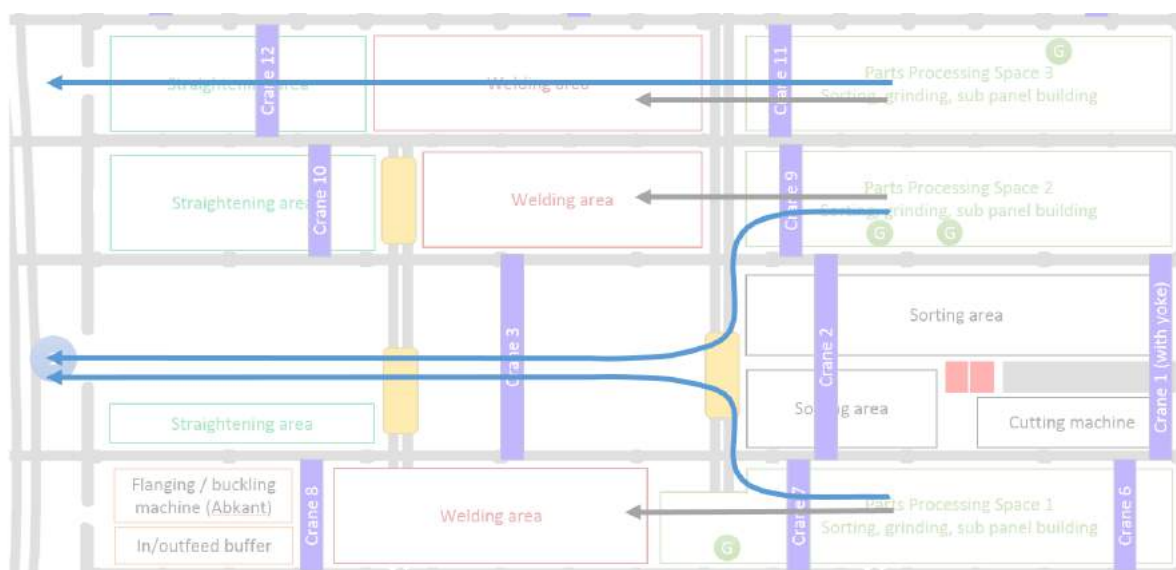 Straightening area
Crane 12
Welding area
Crane 11
G
Parts Processing Space 3
Sorting, grinding, sub panel building
Straightening area
Crane 10
Welding area
Crane 9
Parts Processing Space 2
Sorting, grinding, sub panel building
G
G
Crane 3
Crane 2
Sorting area
Crane 1 (with yoke)
Straightening area
Sorting area
Cutting machine
Flanging / buckling
machine (Abkant)
In/outfeed buffer
Crane 8
Welding area
G
Crane 7
Parts Processing Space 1
Sorting, grinding, sub panel building
Crane 6